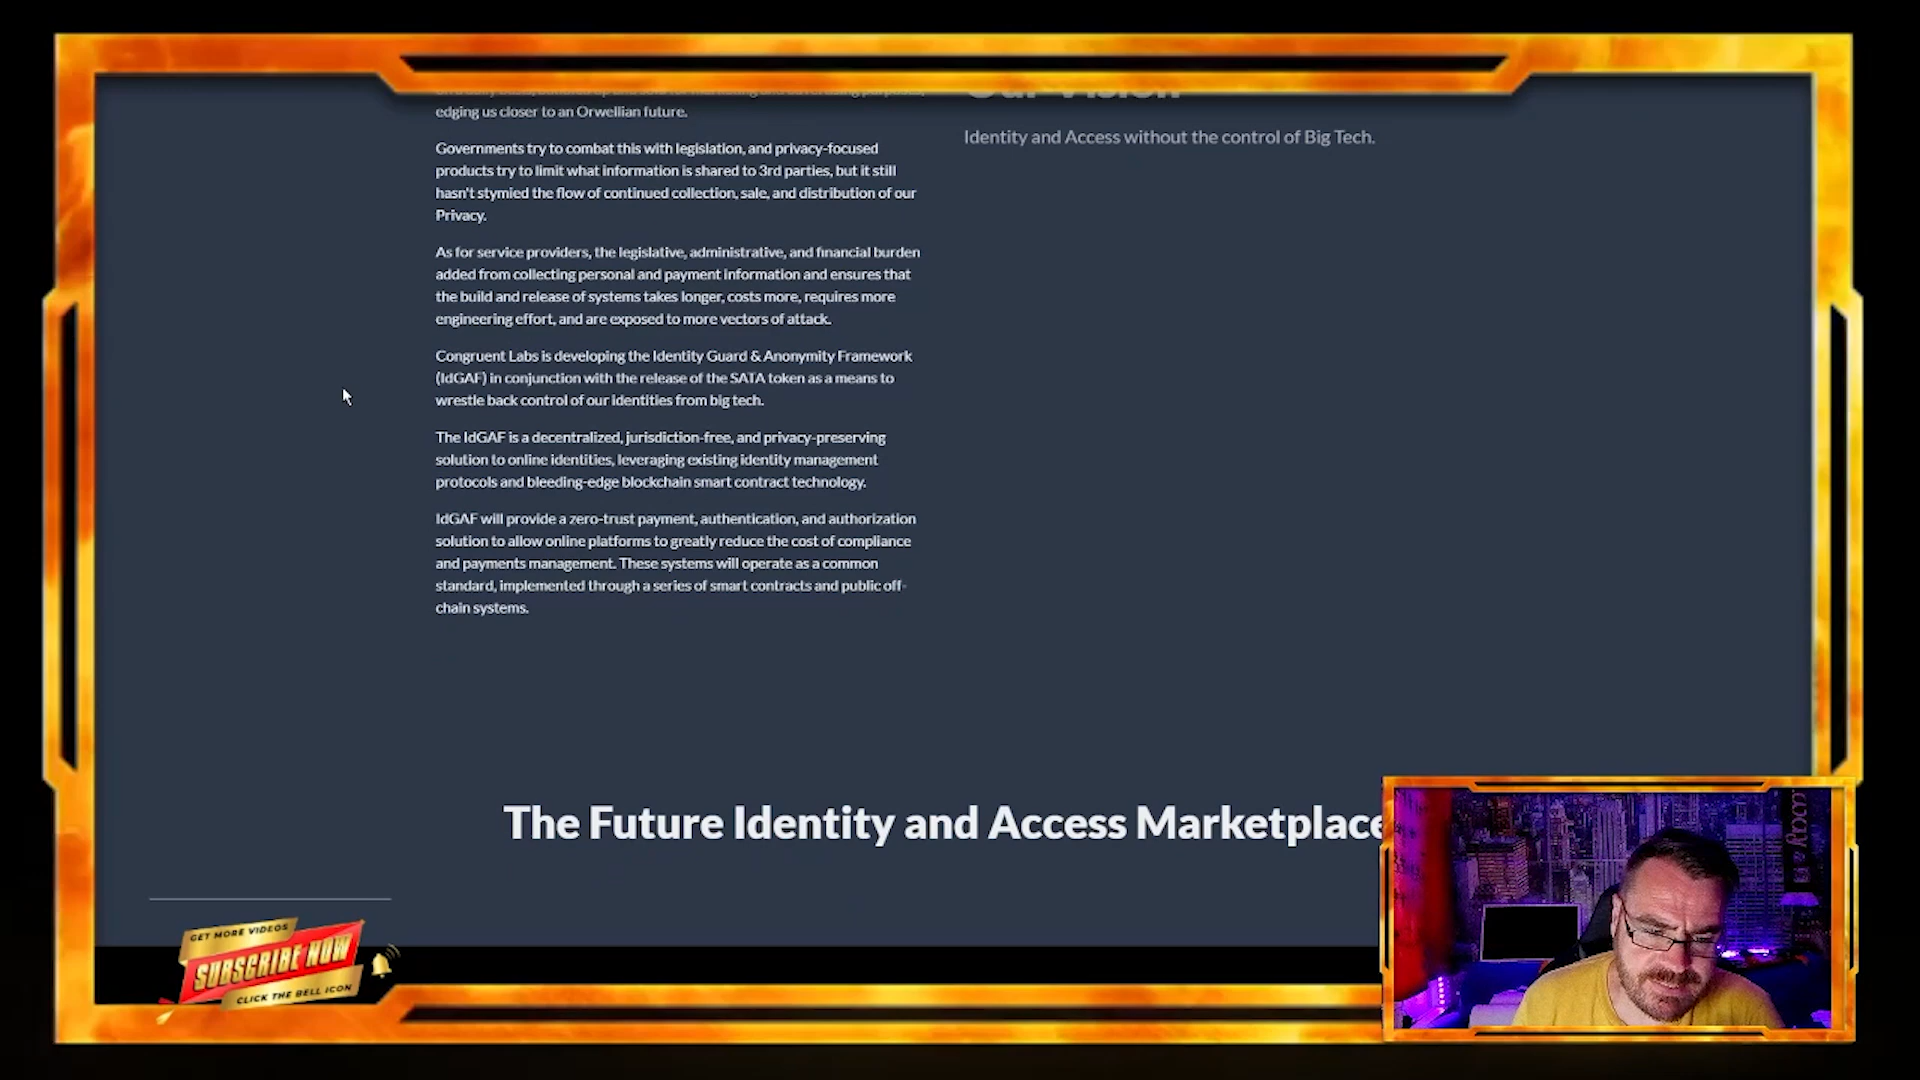 edging us closer to an Orwellian future.
Governments try to combat this with legislation, and privacy-focused
products try to limit what information is shared to 3rd parties, but it still
hasn't stymied the flow of continued collection, sale, and distribution of our
Privacy.
As for service providers, the legislative, administrative, and financial burden
added from collecting personal and payment information and ensures that
the build and release of systems takes longer, costs more, requires more
engineering effort, and are exposed to more vectors of attack.
Congruent Labs is developing the Identity Guard & Anonymity Framework
(IdGAF) in conjunction with the release of the SATA token as a means to
wrestle back control of our identities from big tech.
The IdGAF is a decentralized, jurisdiction-free, and privacy-preserving
solution to online identities, leveraging existing identity management
protocols and bleeding-edge blockchain smart contract technology.
IdGAF will provide a zero-trust payment, authentication, and authorization
solution to allow online platforms to greatly reduce the cost of compliance
and payments management. These systems will operate as a common
standard, implemented through a series of smart contracts and public off-
chain systems.
Our Vision
Identity and Access without the control of Big Tech.
The Future Identity and Access Marketplace
GET MORE VIDEOS
SUBSCRIBE NOW
CLICK THE BELL ICON